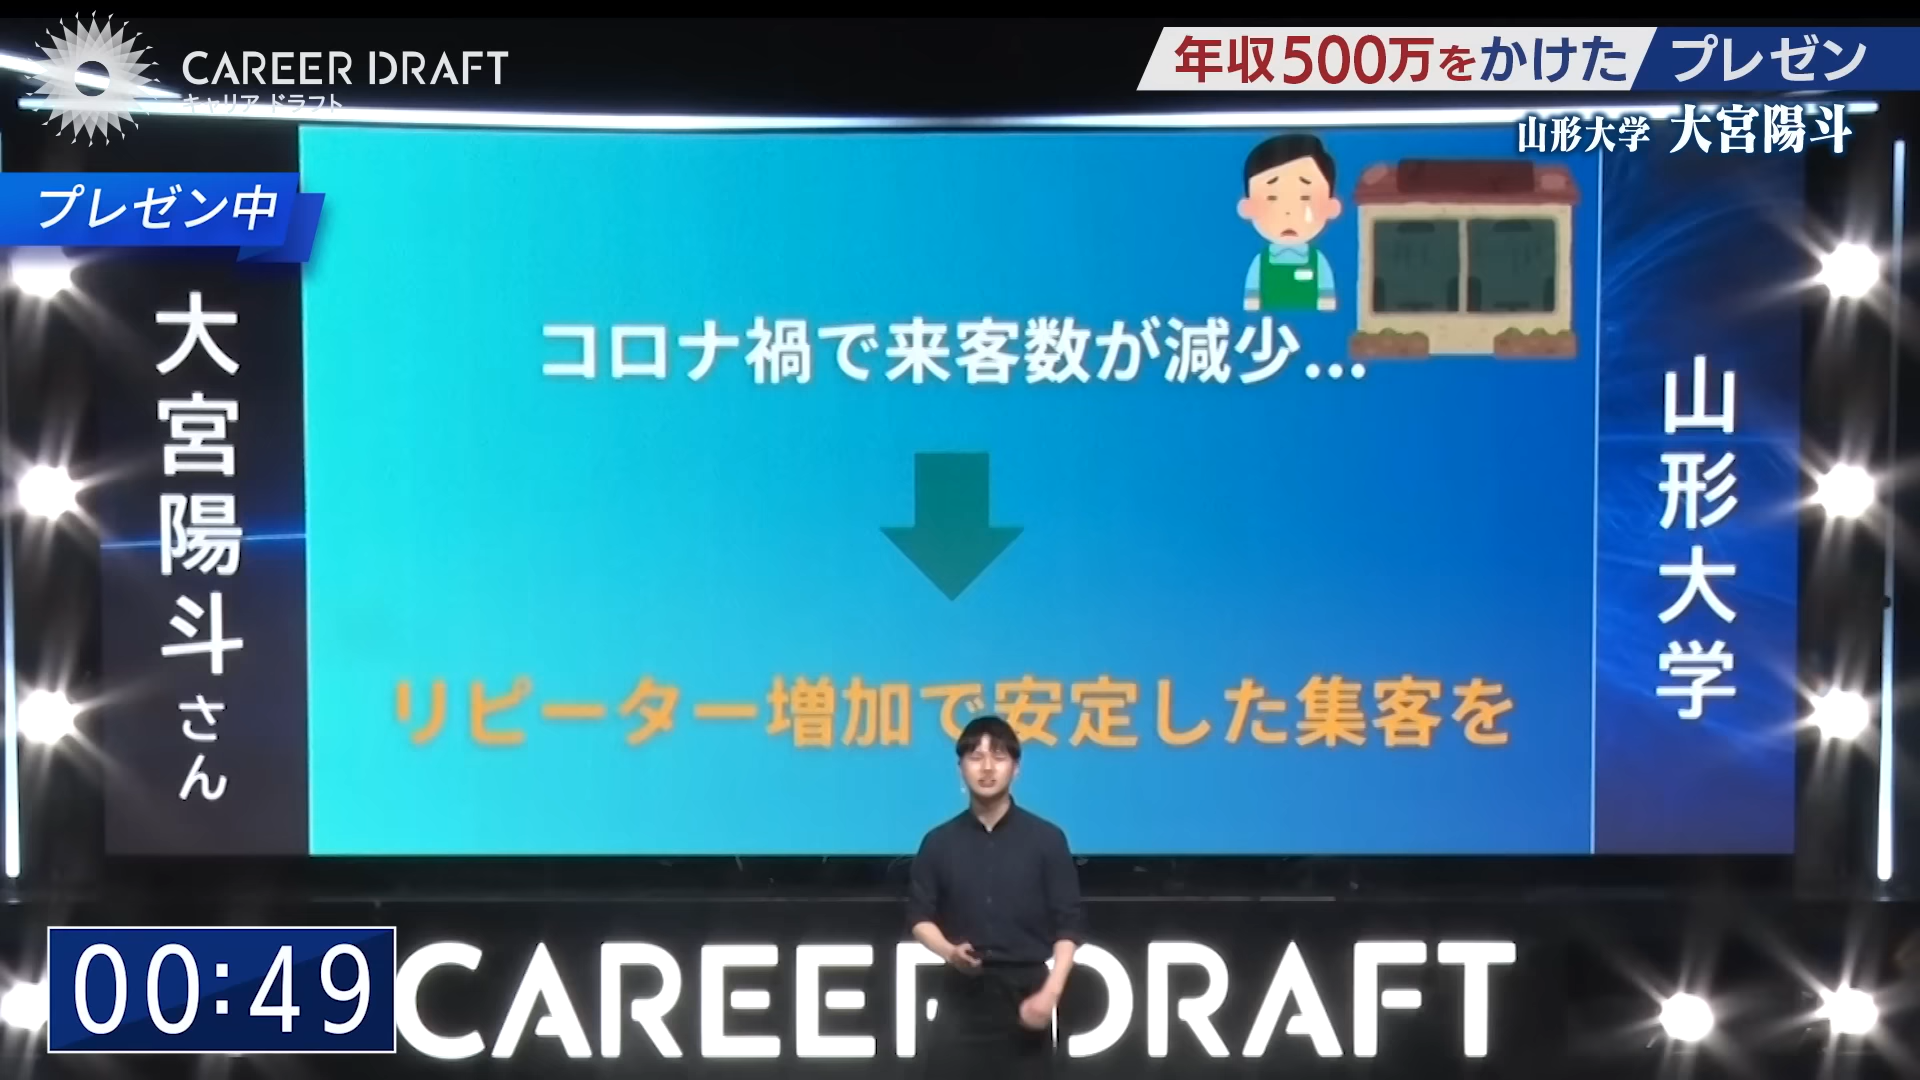 CAREER DRAFT
キャリアドラフト
年収500万をかけた プレゼン
山形大学 大宮陽斗
プレゼン中
大宮陽斗さん
コロナ禍で来客数が減少...
リピーター増加で安定した集客を
山形大学
00:49
CAREER DRAFT